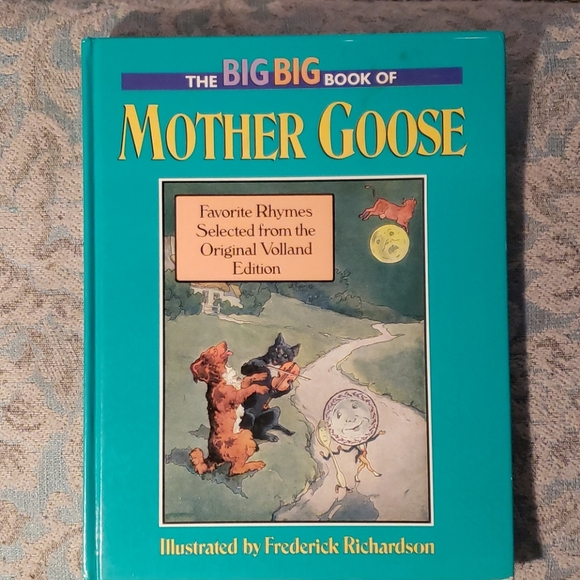 THE BIG BIG BOOK OF
MOTHER GOOSE
Favorite Rhymes
Selected from the
Original Volland
Edition
Illustrated by Frederick Richardson